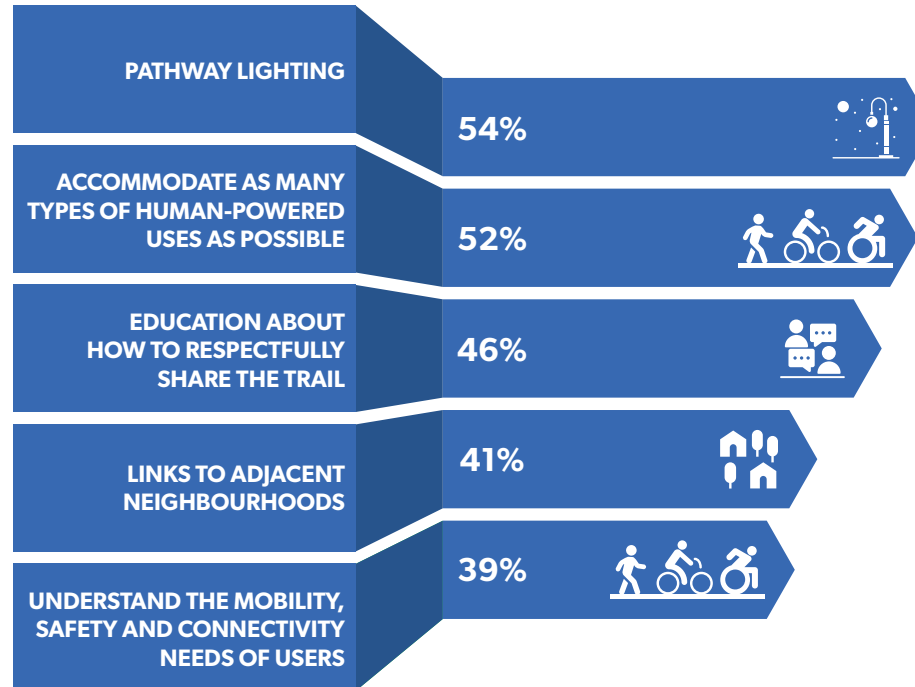 PATHWAY LIGHTING
54%
ACCOMMODATE AS MANY
TYPES OF HUMAN-POWERED
USES AS POSSIBLE
52%
EDUCATION ABOUT
HOW TO RESPECTFULLY
SHARE THE TRAIL
46%
LINKS TO ADJACENT
NEIGHBOURHOODS
41%
UNDERSTAND THE MOBILITY,
SAFETY AND CONNECTIVITY
NEEDS OF USERS
39%